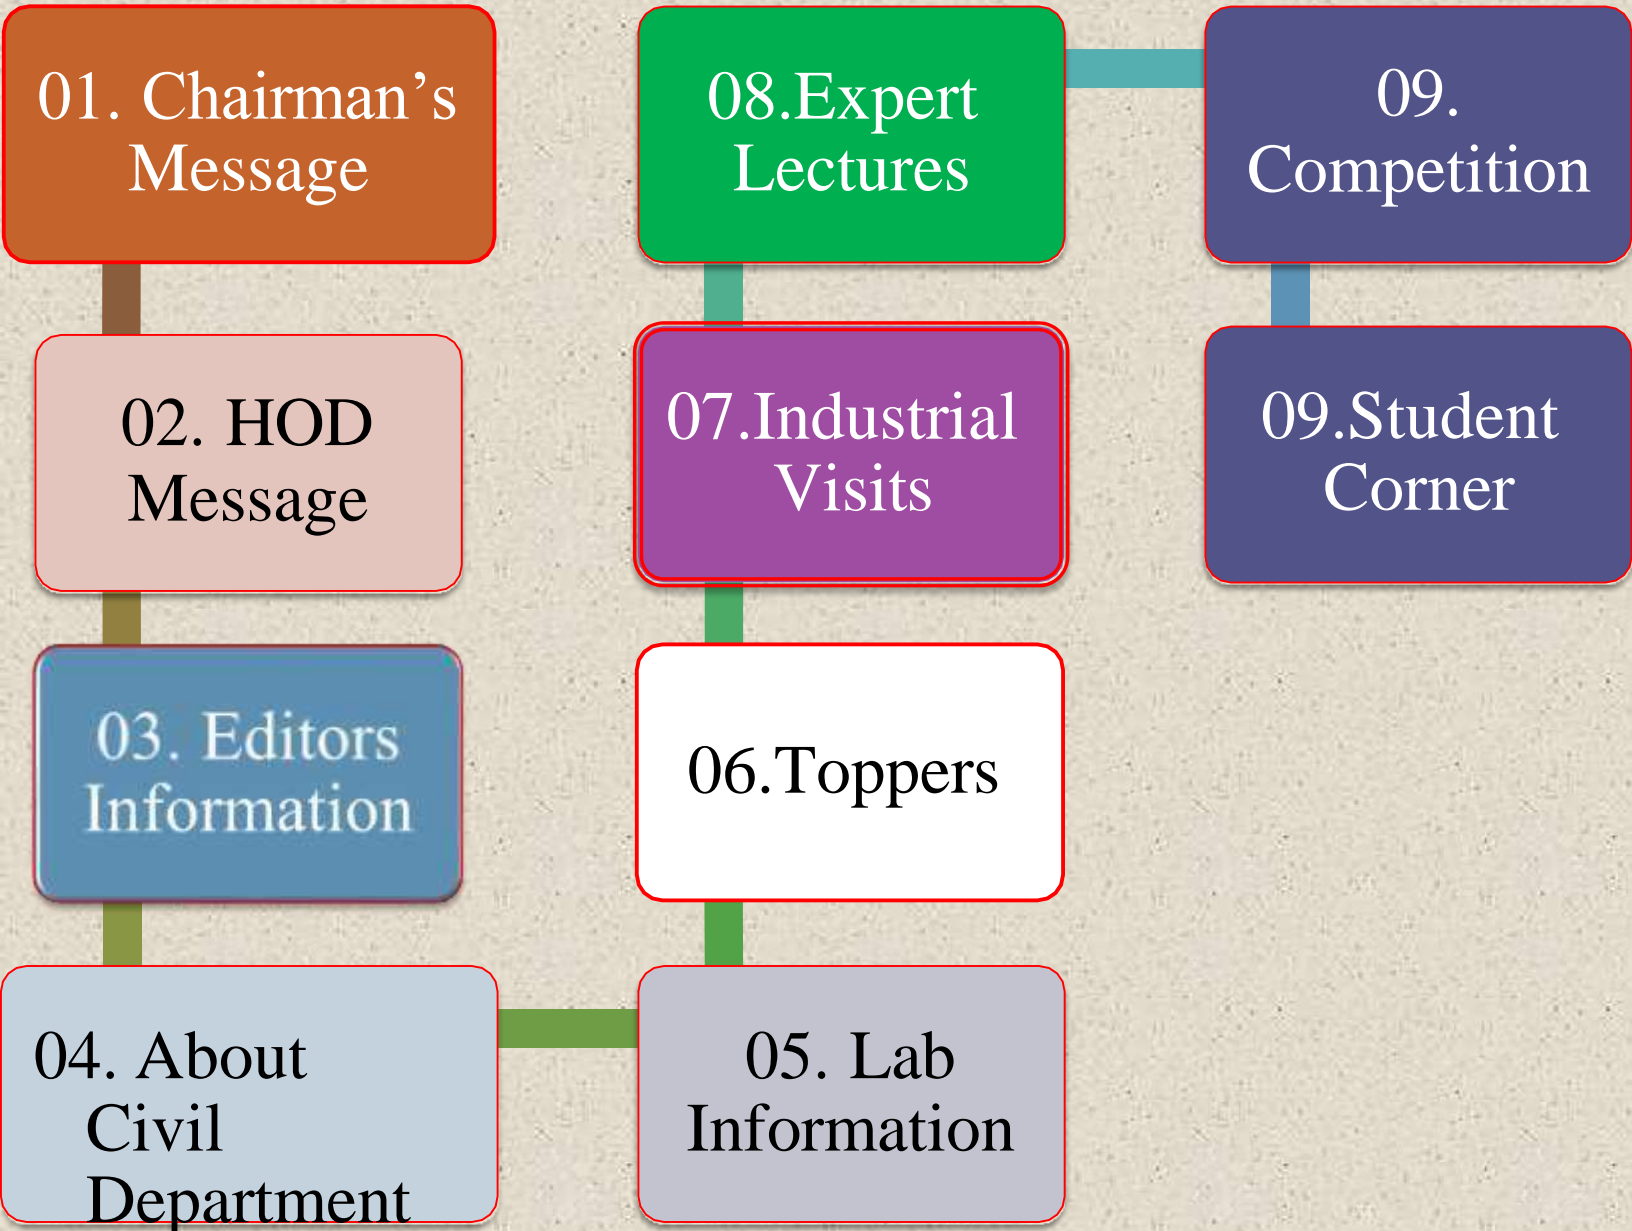 01. Chairman’s
Message
02. HOD
Message
03. Editors
Information
04. About
Civil
Department
05. Lab
Information
06.Toppers
07.Industrial
Visits
08.Expert
Lectures
09.
Competition
09.Student
Corner